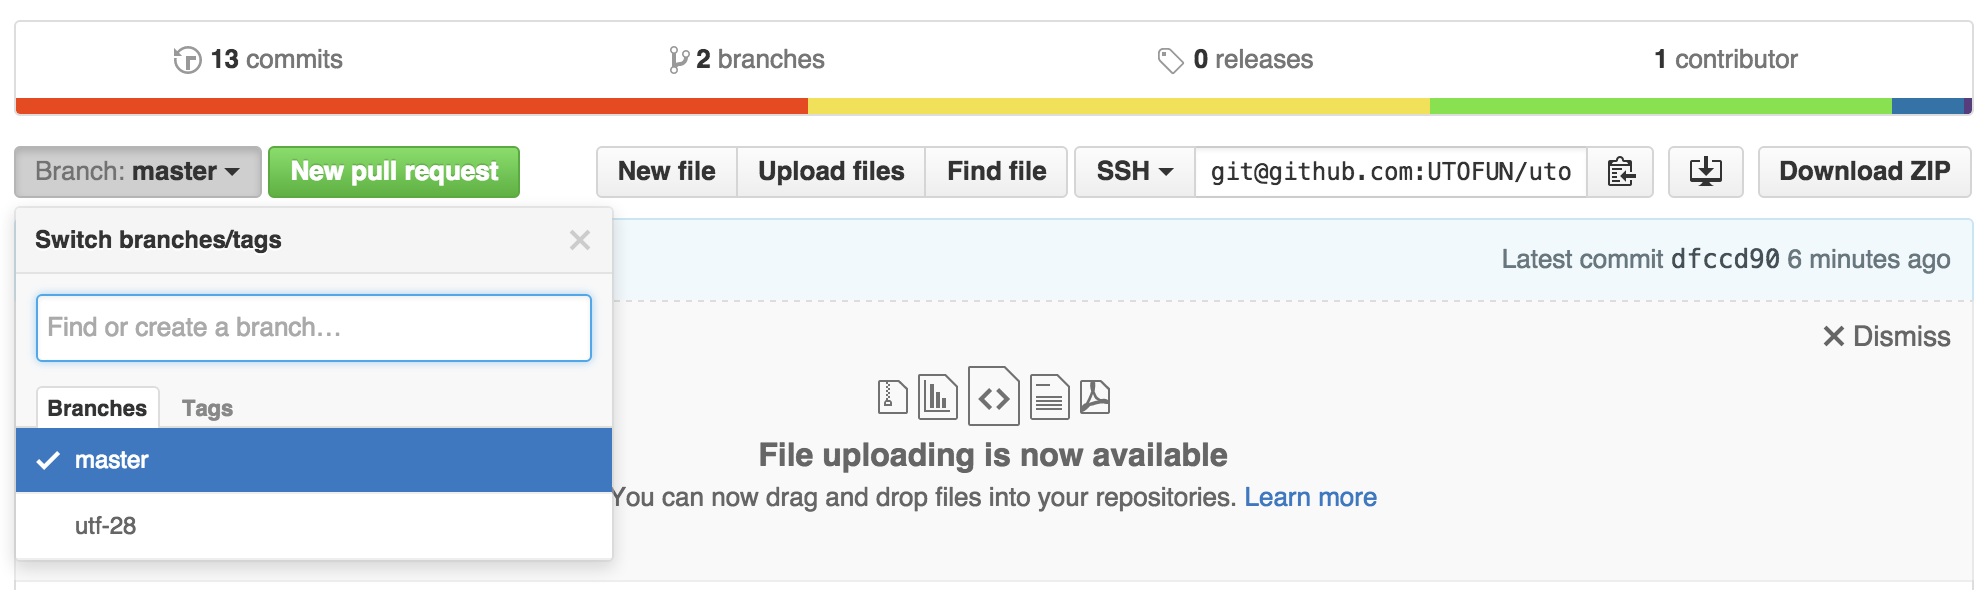 13 commits 2 branches 0 releases 1 contributor
Branch: master New pull request New file Upload files Find file SSH git@github.com:UTOFUN/uto Download ZIP
Switch branches/tags
Latest commit dfccd90 6 minutes ago
Find or create a branch…
Dismiss
Branches Tags
master
File uploading is now available
You can now drag and drop files into your repositories. Learn more
utf-28